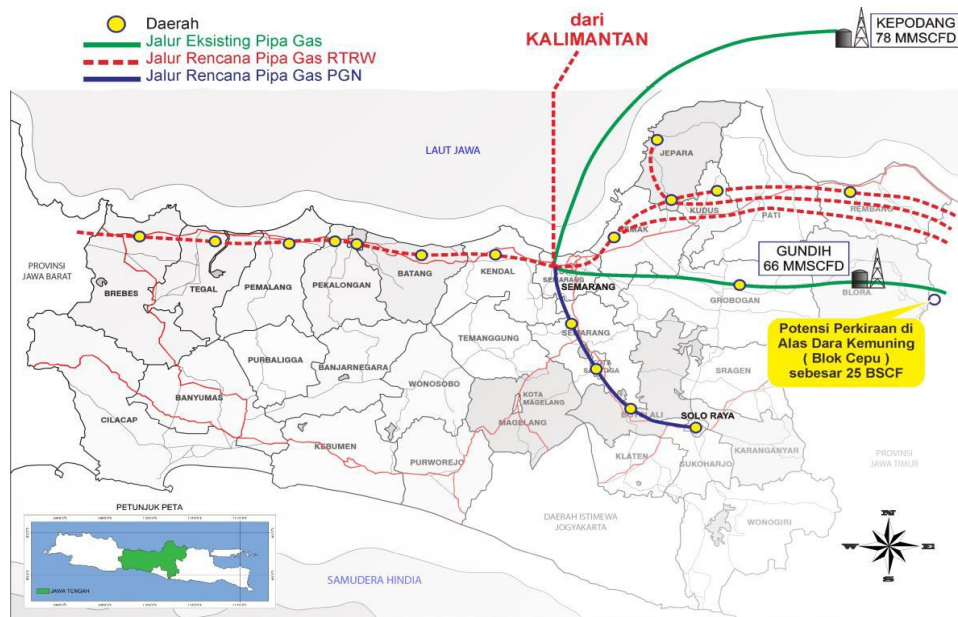 Daerah
Jalur Eksisting Pipa Gas
Jalur Rencana Pipa Gas RTRW
Jalur Rencana Pipa Gas PGN
dari
KALIMANTAN
KEPODANG
78 MMSCFD
LAUT JAWA
JEPARA
KUDUS
PATI
REMBANG
GUNDIH
66 MMSCFD
PROVINSI
JAWA BARAT
BREBES
TEGAL
PEMALANG
PEKALONGAN
BATANG
KENDAL
SEMARANG
SEMARANG
GROBOGAN
BLORA
Potensi Perkiraan di
Alas Dara Kemuning
( Blok Cepu )
sebesar 25 BSCF
TEMANGGUNG
SEMARANG
PURBALIGGA
BANJARNEGARA
WONOSOBO
SRAGEN
BANYUMAS
KOTA
MAGELANG
MAGELANG
SOLO RAYA
CILACAP
KEBUMEN
PURWOREJO
KLATEN
SUKOHARJO
KARANGANYAR
PROVINSI
JAWA TIMUR
DAERAH ISTIMEWA
JOGYAKARTA
WONOGIRI
PETUNJUK PETA
JAWA TENGAH
SAMUDERA HINDIA
N
W
E
S